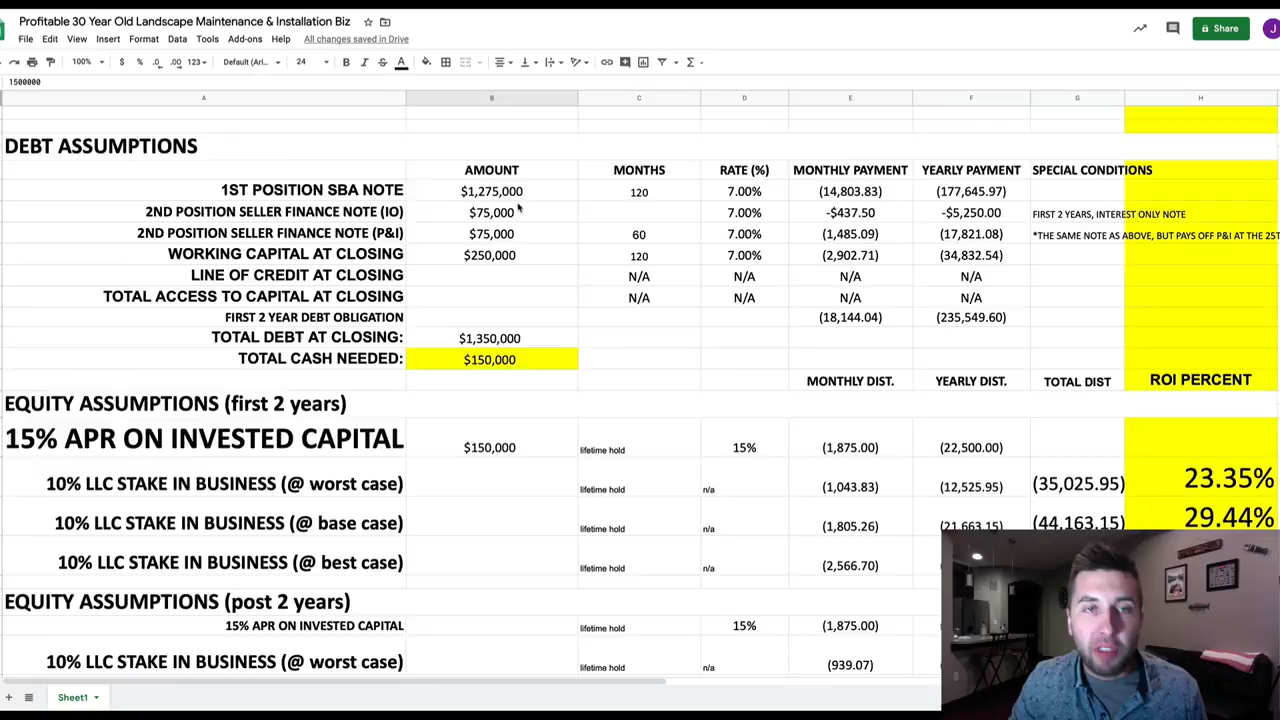 Profitable 30 Year Old Landscape Maintenance & Installation Biz
File Edit View Insert Format Data Tools Add-ons Help All changes saved in Drive
Share J
100% $ % .0 .00 123 Default (Ari... 24 B I S A
1500000
A B C D E F G H
DEBT ASSUMPTIONS
AMOUNT MONTHS RATE (%) MONTHLY PAYMENT YEARLY PAYMENT SPECIAL CONDITIONS
1ST POSITION SBA NOTE $1,275,000 120 7.00% (14,803.83) (177,645.97)
2ND POSITION SELLER FINANCE NOTE (IO) $75,000 7.00% -$437.50 -$5,250.00 FIRST 2 YEARS, INTEREST ONLY NOTE
2ND POSITION SELLER FINANCE NOTE (P&I) $75,000 60 7.00% (1,485.09) (17,821.08) *THE SAME NOTE AS ABOVE, BUT PAYS OFF P&I AT THE 25T
WORKING CAPITAL AT CLOSING $250,000 120 7.00% (2,902.71) (34,832.54)
LINE OF CREDIT AT CLOSING N/A N/A N/A N/A
TOTAL ACCESS TO CAPITAL AT CLOSING N/A N/A N/A N/A
FIRST 2 YEAR DEBT OBLIGATION (18,144.04) (235,549.60)
TOTAL DEBT AT CLOSING: $1,350,000
TOTAL CASH NEEDED: $150,000
MONTHLY DIST. YEARLY DIST. TOTAL DIST ROI PERCENT
EQUITY ASSUMPTIONS (first 2 years)
15% APR ON INVESTED CAPITAL $150,000 lifetime hold 15% (1,875.00) (22,500.00)
10% LLC STAKE IN BUSINESS (@ worst case) lifetime hold n/a (1,043.83) (12,525.95) (35,025.95) 23.35%
10% LLC STAKE IN BUSINESS (@ base case) lifetime hold n/a (1,805.26) (21,663.15) (44,163.15) 29.44%
10% LLC STAKE IN BUSINESS (@ best case) lifetime hold n/a (2,566.70)
EQUITY ASSUMPTIONS (post 2 years)
15% APR ON INVESTED CAPITAL lifetime hold 15% (1,875.00)
10% LLC STAKE IN BUSINESS (@ worst case) lifetime hold n/a (939.07)
Sheet1